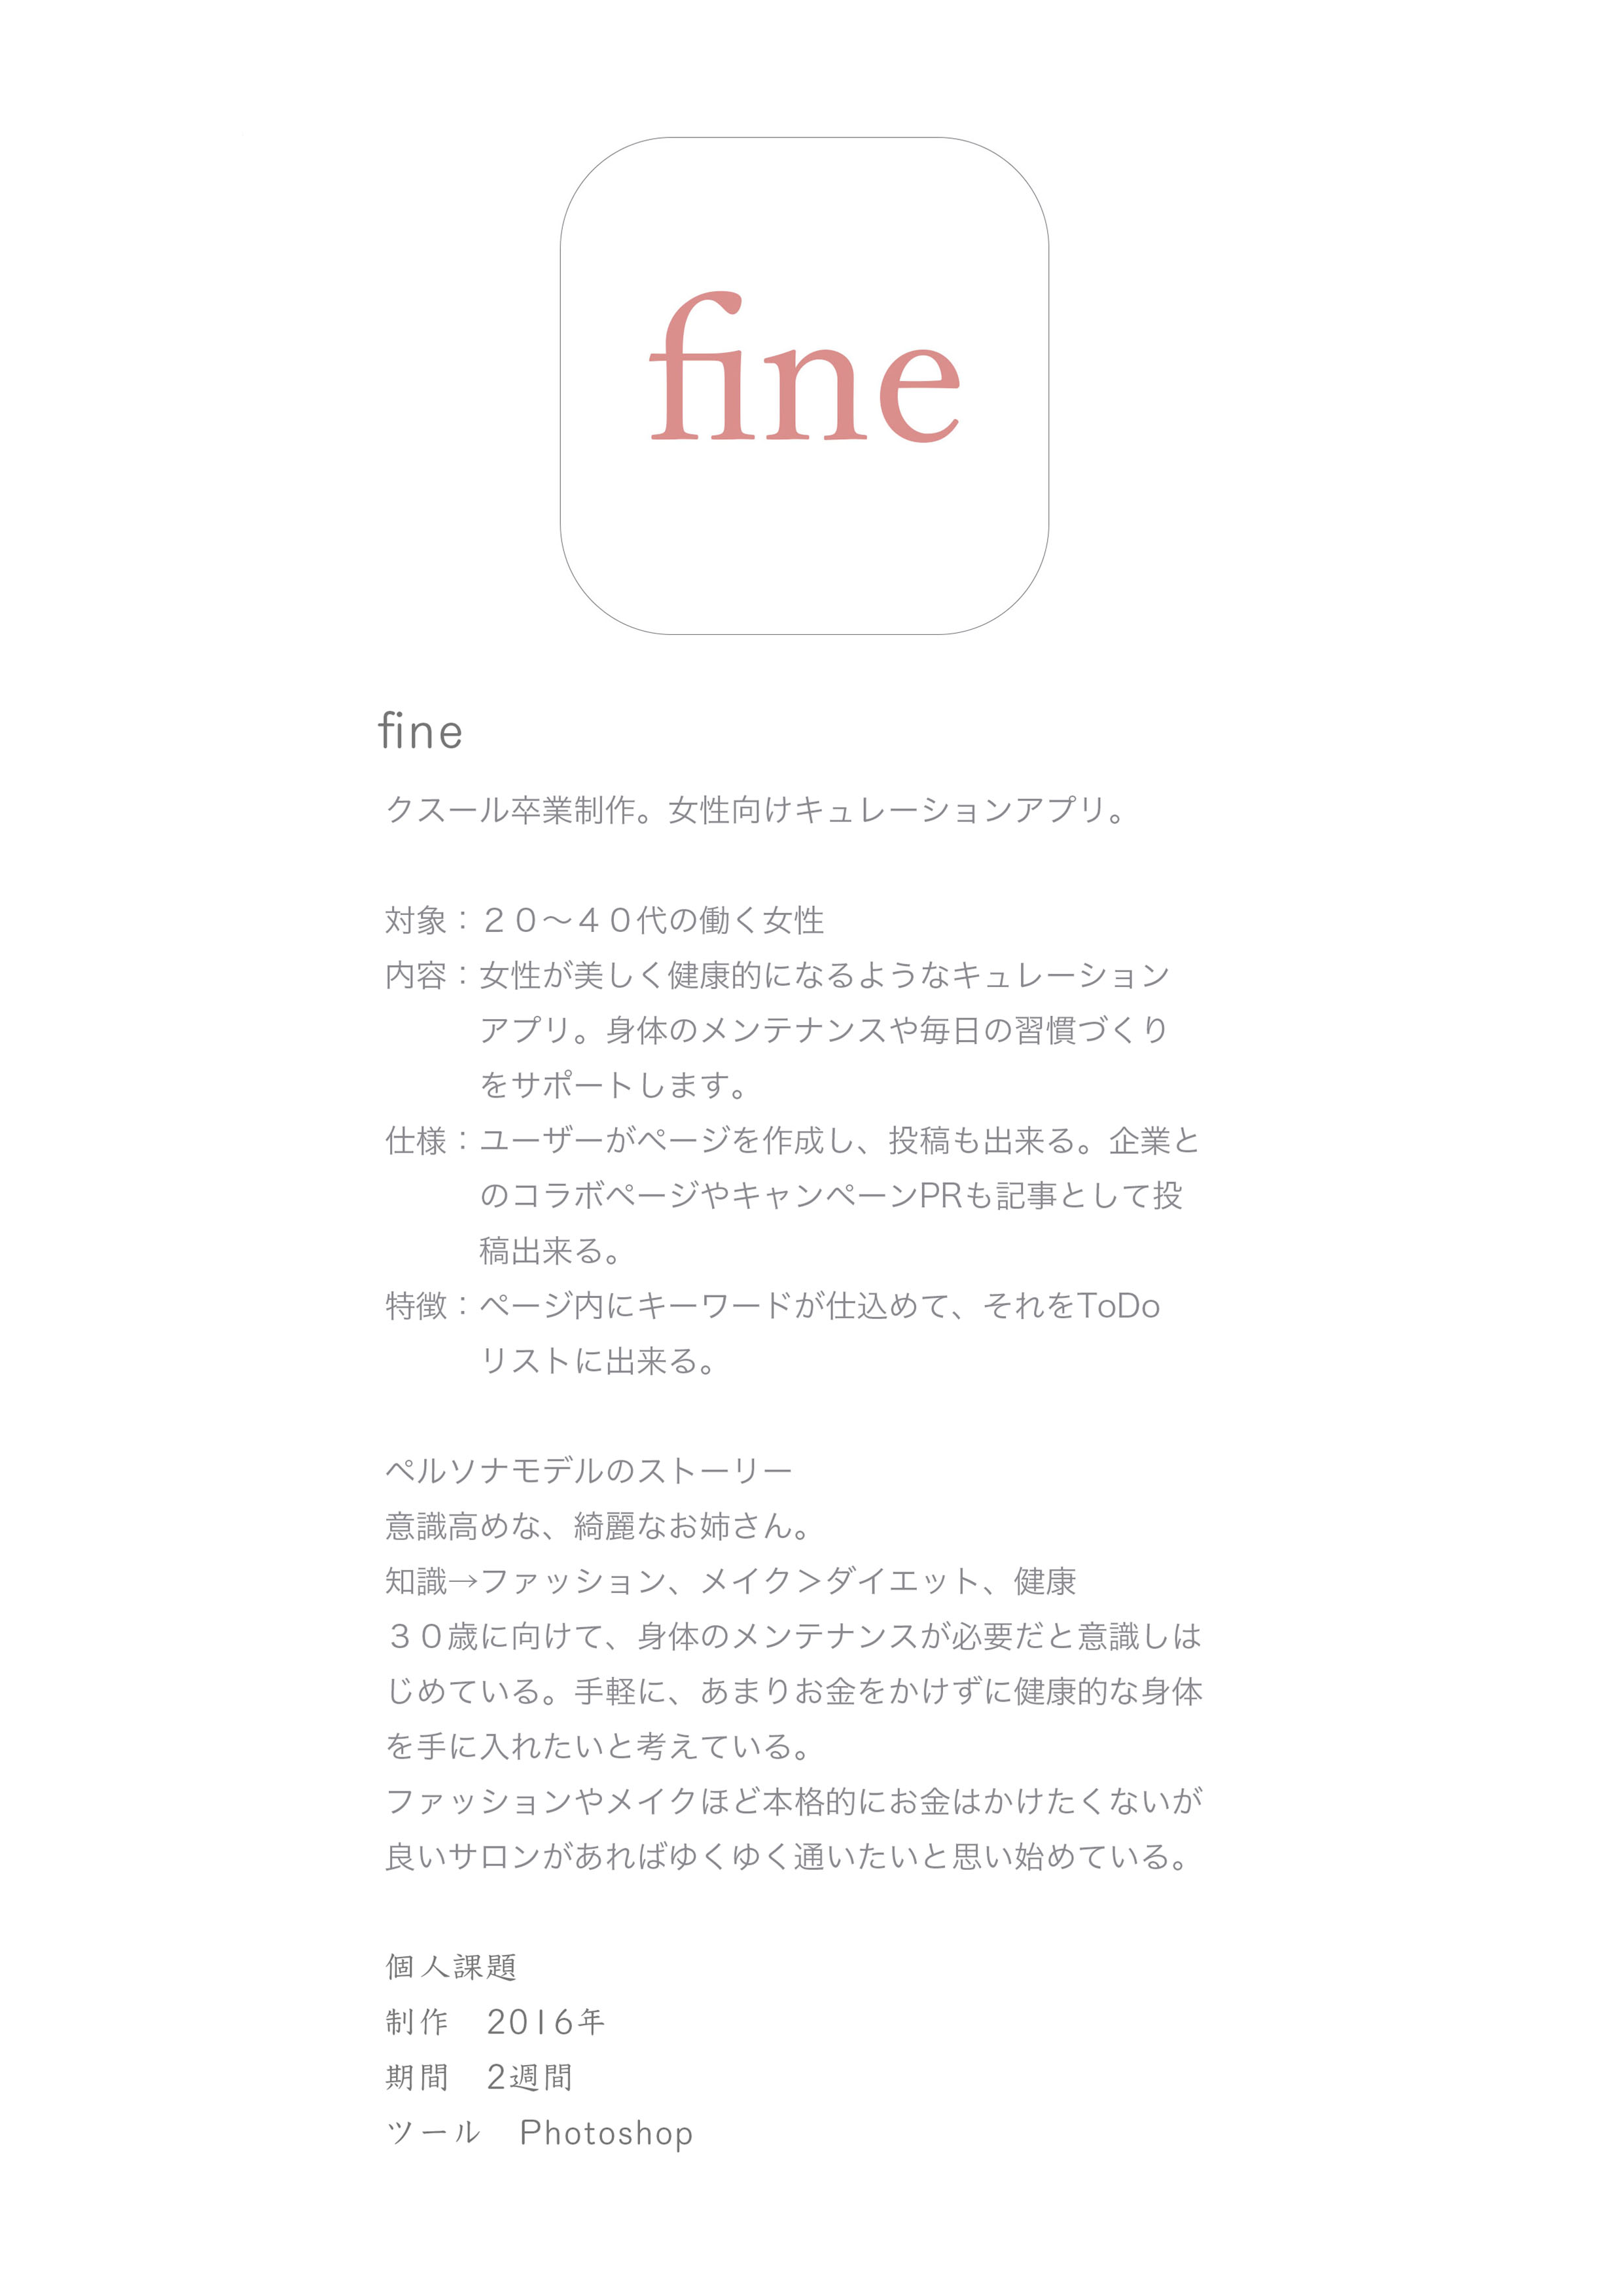 fine
fine
クスール卒業制作。女性向けキュレーションアプリ。
対象：２０〜４０代の働く女性
内容：女性が美しく健康的になるようなキュレーション
アプリ。身体のメンテナンスや毎日の習慣づくり
をサポートします。
仕様：ユーザーがページを作成し、投稿も出来る。企業と
のコラボページやキャンペーンPRも記事として投
稿出来る。
特徴：ページ内にキーワードが仕込めて、それをToDo
リストに出来る。
ペルソナモデルのストーリー
意識高めな、綺麗なお姉さん。
知識→ファッション、メイク＞ダイエット、健康
３０歳に向けて、身体のメンテナンスが必要だと意識しは
じめている。手軽に、あまりお金をかけずに健康的な身体
を手に入れたいと考えている。
ファッションやメイクほど本格的にお金はかけたくないが
良いサロンがあればゆくゆく通いたいと思い始めている。
個人課題
制作　2016年
期間　2週間
ツール　Photoshop